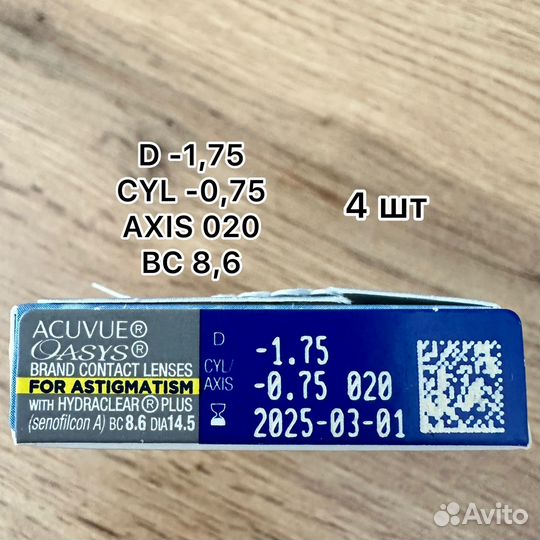 D -1,75
CYL -0,75
AXIS 020
BC 8,6
4 шт
ACUVUE®
OASYS®
BRAND CONTACT LENSES
FOR ASTIGMATISM
WITH HYDRACLEAR® PLUS
(senofilcon A) BC 8.6 DIA 14.5
D -1.75
CYL/
AXIS -0.75 020
2025-03-01
Avito